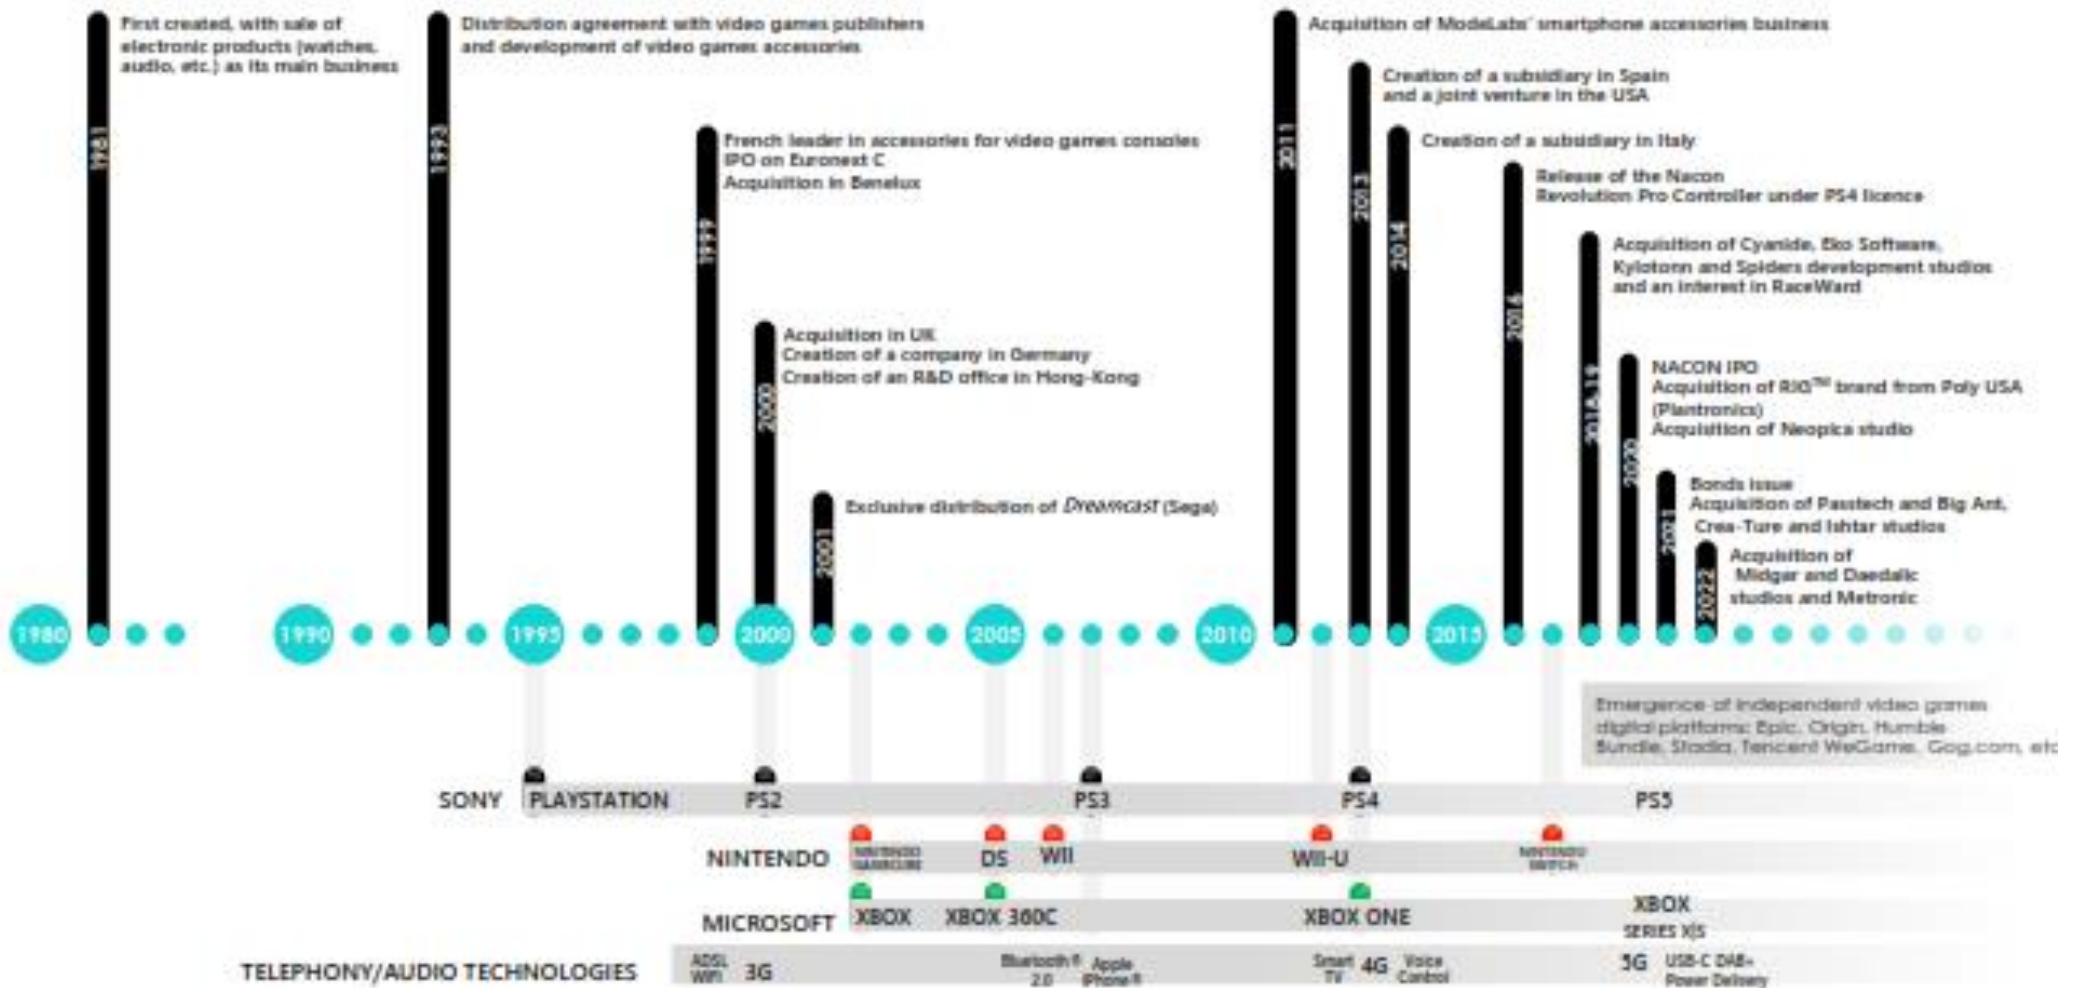 First created, with sale of
electronic products (watches,
audio, etc.) as its main business
1981
Distribution agreement with video games publishers
and development of video games accessories
1993
French leader in accessories for video games consoles
IPO on Euronext C
Acquisition in Benelux
1999
Acquisition in UK
Creation of a company in Germany
Creation of an R&D office in Hong-Kong
2000
Exclusive distribution of Dreamcast (Sega)
2001
Acquisition of ModeLabs' smartphone accessories business
2011
Creation of a subsidiary in Spain
and a joint venture in the USA
2013
Creation of a subsidiary in Italy
2014
Release of the Nacon
Revolution Pro Controller under PS4 licence
2016
Acquisition of Cyanide, Eko Software,
Kylotonn and Spiders development studios
and an interest in RaceWard
2018.19
NACON IPO
Acquisition of RIG™ brand from Poly USA
(Plantronics)
Acquisition of Neopica studio
2020
Bonds issue
Acquisition of Passtech and Big Ant,
Crea-Ture and Ishtar studios
2021
Acquisition of
Midgar and Daedalic
studios and Metronic
2022
1980 1990 1995 2000 2005 2010 2015
Emergence of independent video games
digital platforms: Epic, Origin, Humble
Bundle, Stadia, Tencent WeGame, Gog.com, etc
SONY PLAYSTATION PS2 PS3 PS4 PS5
NINTENDO NINTENDO GAMECUBE DS WII WII-U NINTENDO SWITCH
MICROSOFT XBOX XBOX 360C XBOX ONE XBOX SERIES X|S
TELEPHONY/AUDIO TECHNOLOGIES ADSL WIFI 3G Bluetooth® 2.0 Apple iPhone® Smart TV 4G Voice Control 5G USB-C DAB+ Power Delivery